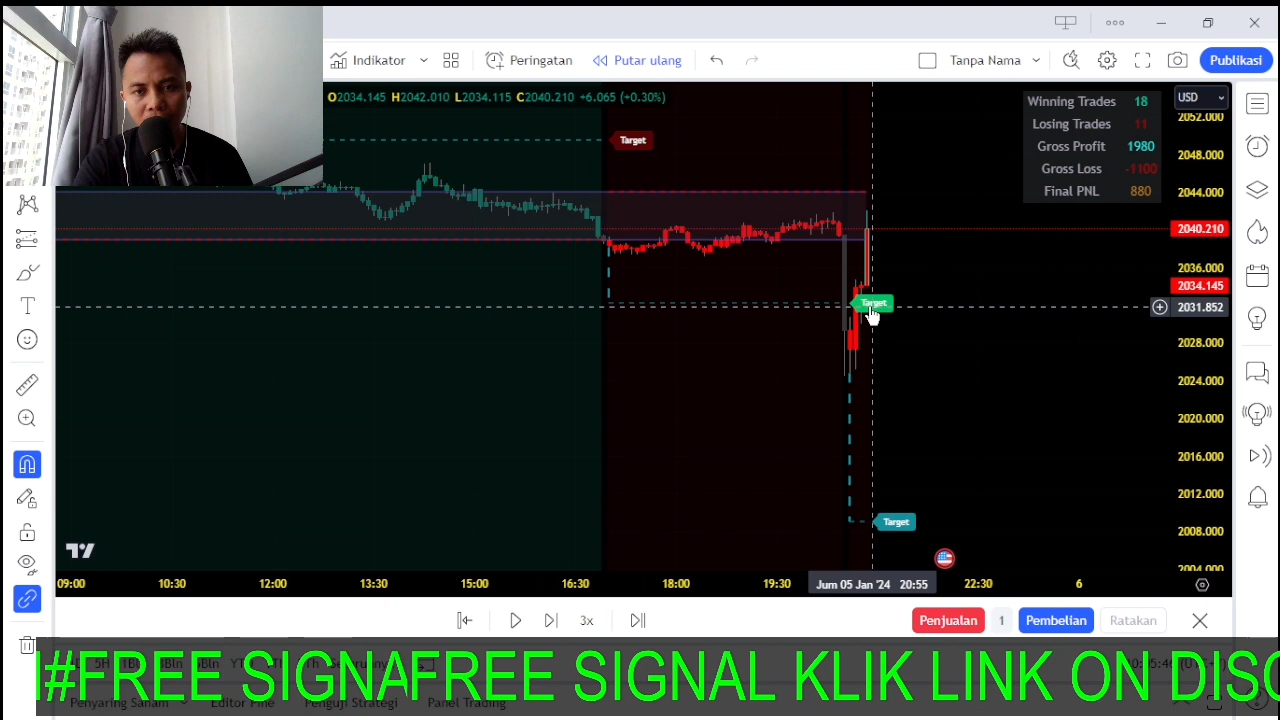 Indikator
Peringatan
Putar ulang
Tanpa Nama
Publikasi
O2034.145 H2042.010 L2034.115 C2040.210 +6.065 (+0.30%)
Winning Trades 18
Losing Trades 11
Gross Profit 1980
Gross Loss -1100
Final PNL 880
USD
2052.000
2048.000
2044.000
2040.210
2036.000
2034.145
2031.852
2028.000
2024.000
2020.000
2016.000
2012.000
2008.000
2004.000
Target
Target
Target
09:00 10:30 12:00 13:30 15:00 16:30 18:00 19:30 Jum 05 Jan '24 20:55 22:30 6
3x
Penjualan 1 Pembelian Ratakan
#FREE SIGNAFREE SIGNAL KLIK LINK ON DISC
Penyaring Saham
Editor Pine
Penguji Strategi
Panel Trading